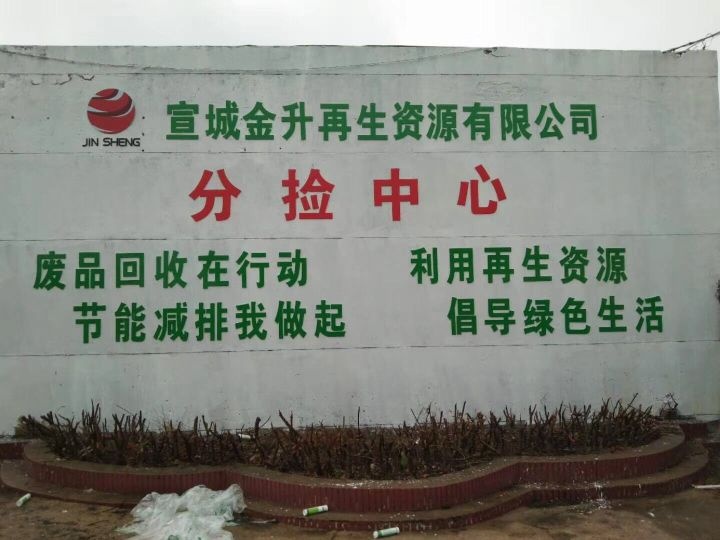 JIN SHENG
宣城金升再生资源有限公司
分捡中心
废品回收在行动 利用再生资源
节能减排我做起 倡导绿色生活